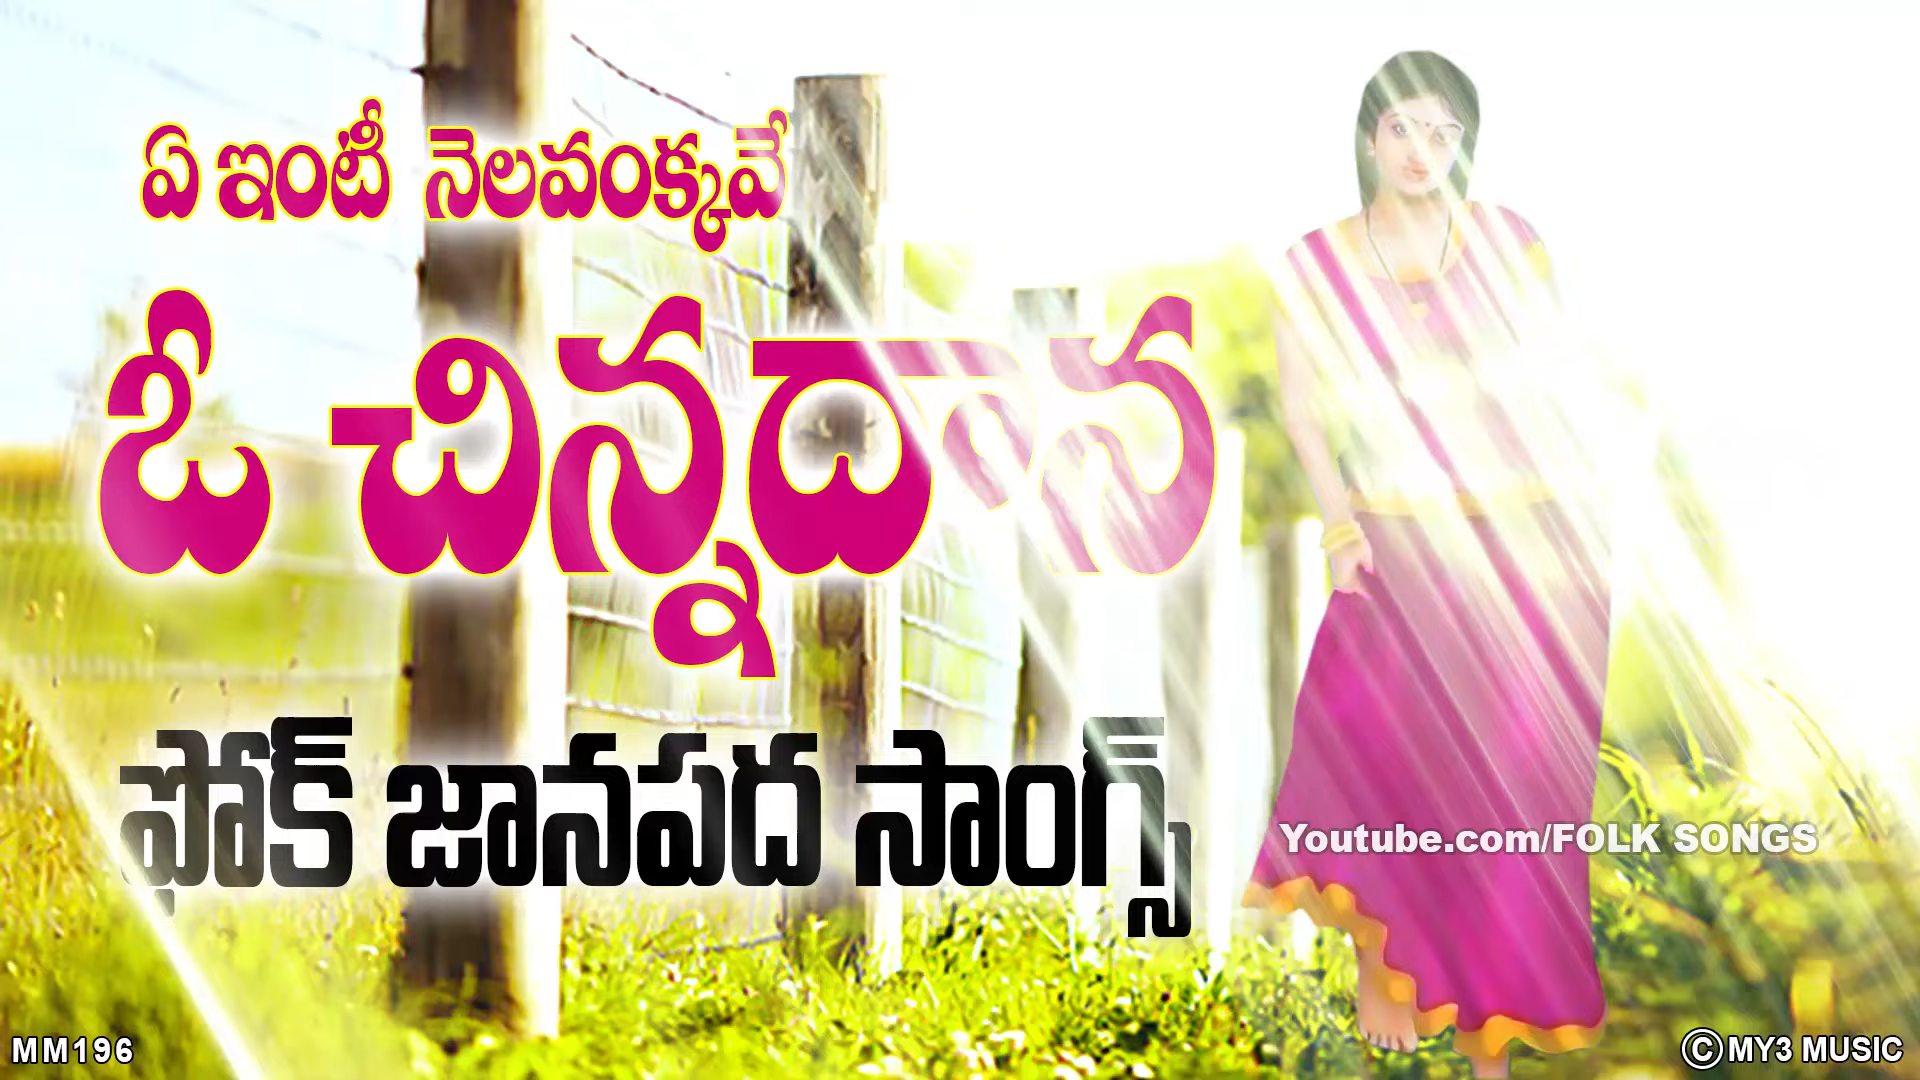 ఏ ఇంటీ నెలవంక్కవే
ఓ చిన్నదాన
ఫోక్ జానపద సాంగ్స్
Youtube.com/FOLK SONGS
MM196
©MY3 MUSIC